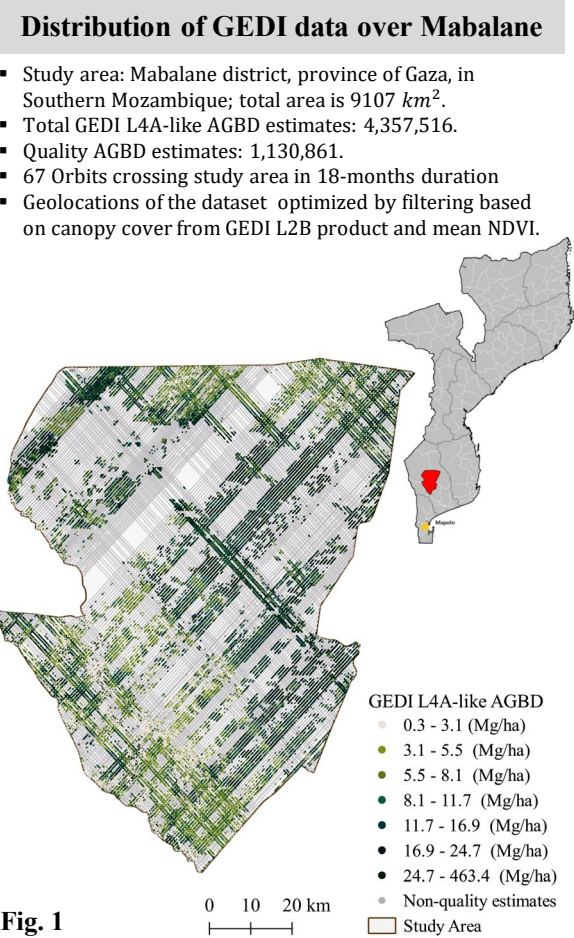 Distribution of GEDI data over Mabalane
▪ Study area: Mabalane district, province of Gaza, in
Southern Mozambique; total area is 9107 km².
▪ Total GEDI L4A-like AGBD estimates: 4,357,516.
▪ Quality AGBD estimates: 1,130,861.
▪ 67 Orbits crossing study area in 18-months duration
▪ Geolocations of the dataset optimized by filtering based
on canopy cover from GEDI L2B product and mean NDVI.
Maputo
GEDI L4A-like AGBD
0.3 - 3.1 (Mg/ha)
3.1 - 5.5 (Mg/ha)
5.5 - 8.1 (Mg/ha)
8.1 - 11.7 (Mg/ha)
11.7 - 16.9 (Mg/ha)
16.9 - 24.7 (Mg/ha)
24.7 - 463.4 (Mg/ha)
Non-quality estimates
Study Area
0 10 20 km
Fig. 1